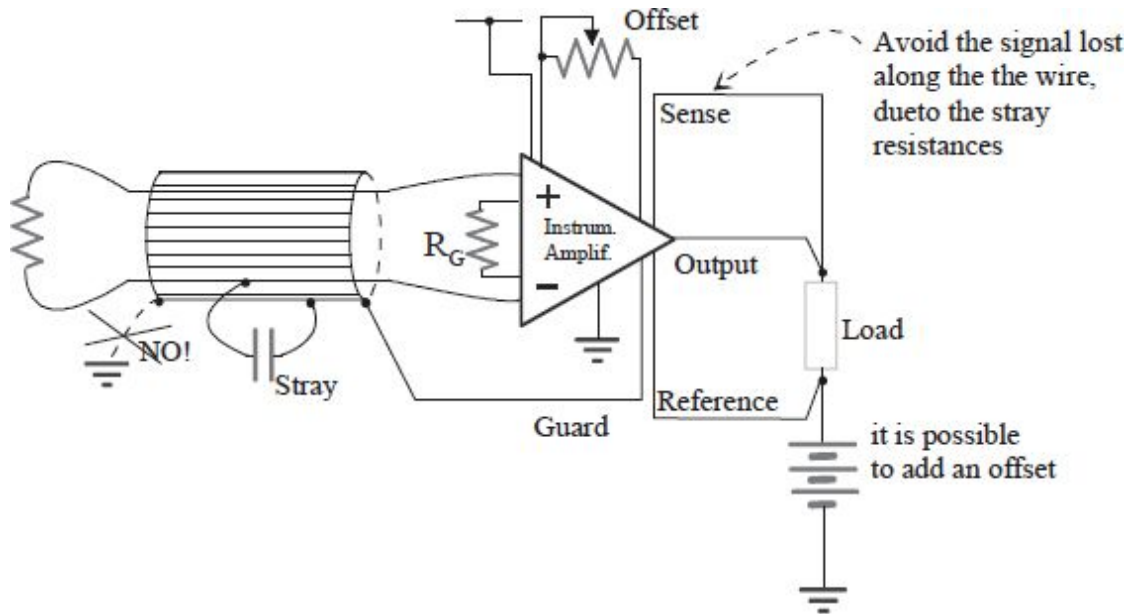 Offset
Avoid the signal lost
along the the wire,
dueto the stray
resistances
Sense
+
Instrum.
Amplif.
R_G
−
Output
Load
NO!
Stray
Guard
Reference
it is possible
to add an offset